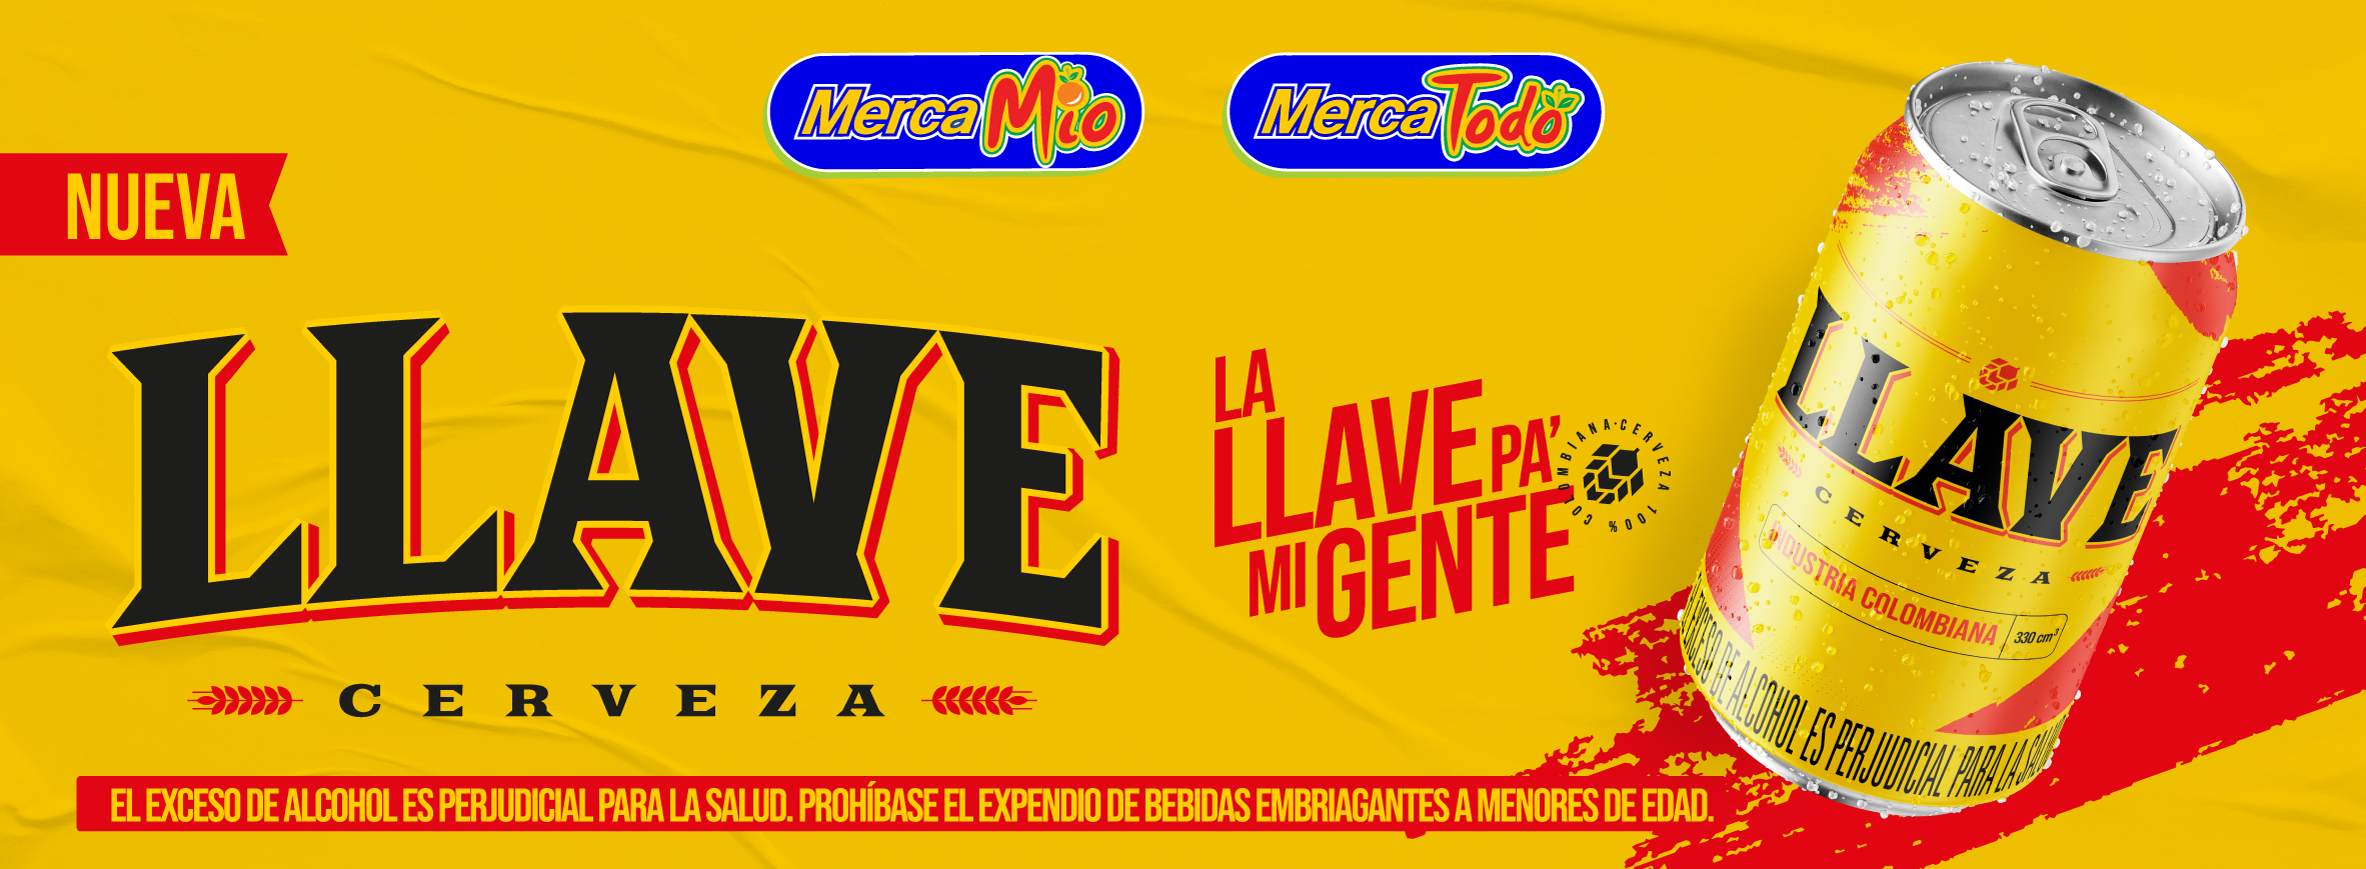 MercaMío
MercaTodo
NUEVA
LLAVE
CERVEZA
LA
LLAVE PA'
MI GENTE
100% COLOMBIANA·CERVEZA
LLAVE
CERVEZA
INDUSTRIA COLOMBIANA 330 cm³
EL EXCESO DE ALCOHOL ES PERJUDICIAL PARA LA SALUD
EL EXCESO DE ALCOHOL ES PERJUDICIAL PARA LA SALUD. PROHÍBASE EL EXPENDIO DE BEBIDAS EMBRIAGANTES A MENORES DE EDAD.